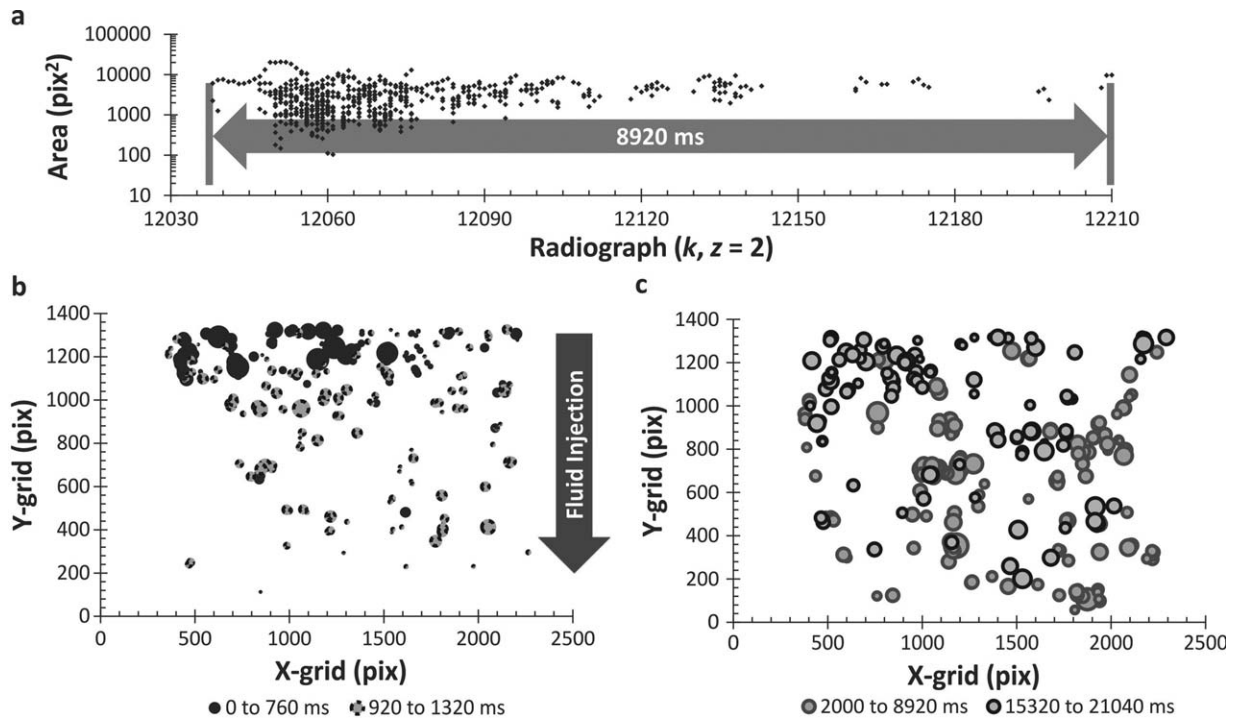 a
100000
10000
1000
100
10
Area (pix²)
8920 ms
12030 12060 12090 12120 12150 12180 12210
Radiograph (k, z = 2)
b
1400
1200
1000
800
600
400
200
0
Y-grid (pix)
Fluid Injection
0 500 1000 1500 2000 2500
X-grid (pix)
0 to 760 ms 920 to 1320 ms
c
1400
1200
1000
800
600
400
200
0
Y-grid (pix)
0 500 1000 1500 2000 2500
X-grid (pix)
2000 to 8920 ms 15320 to 21040 ms